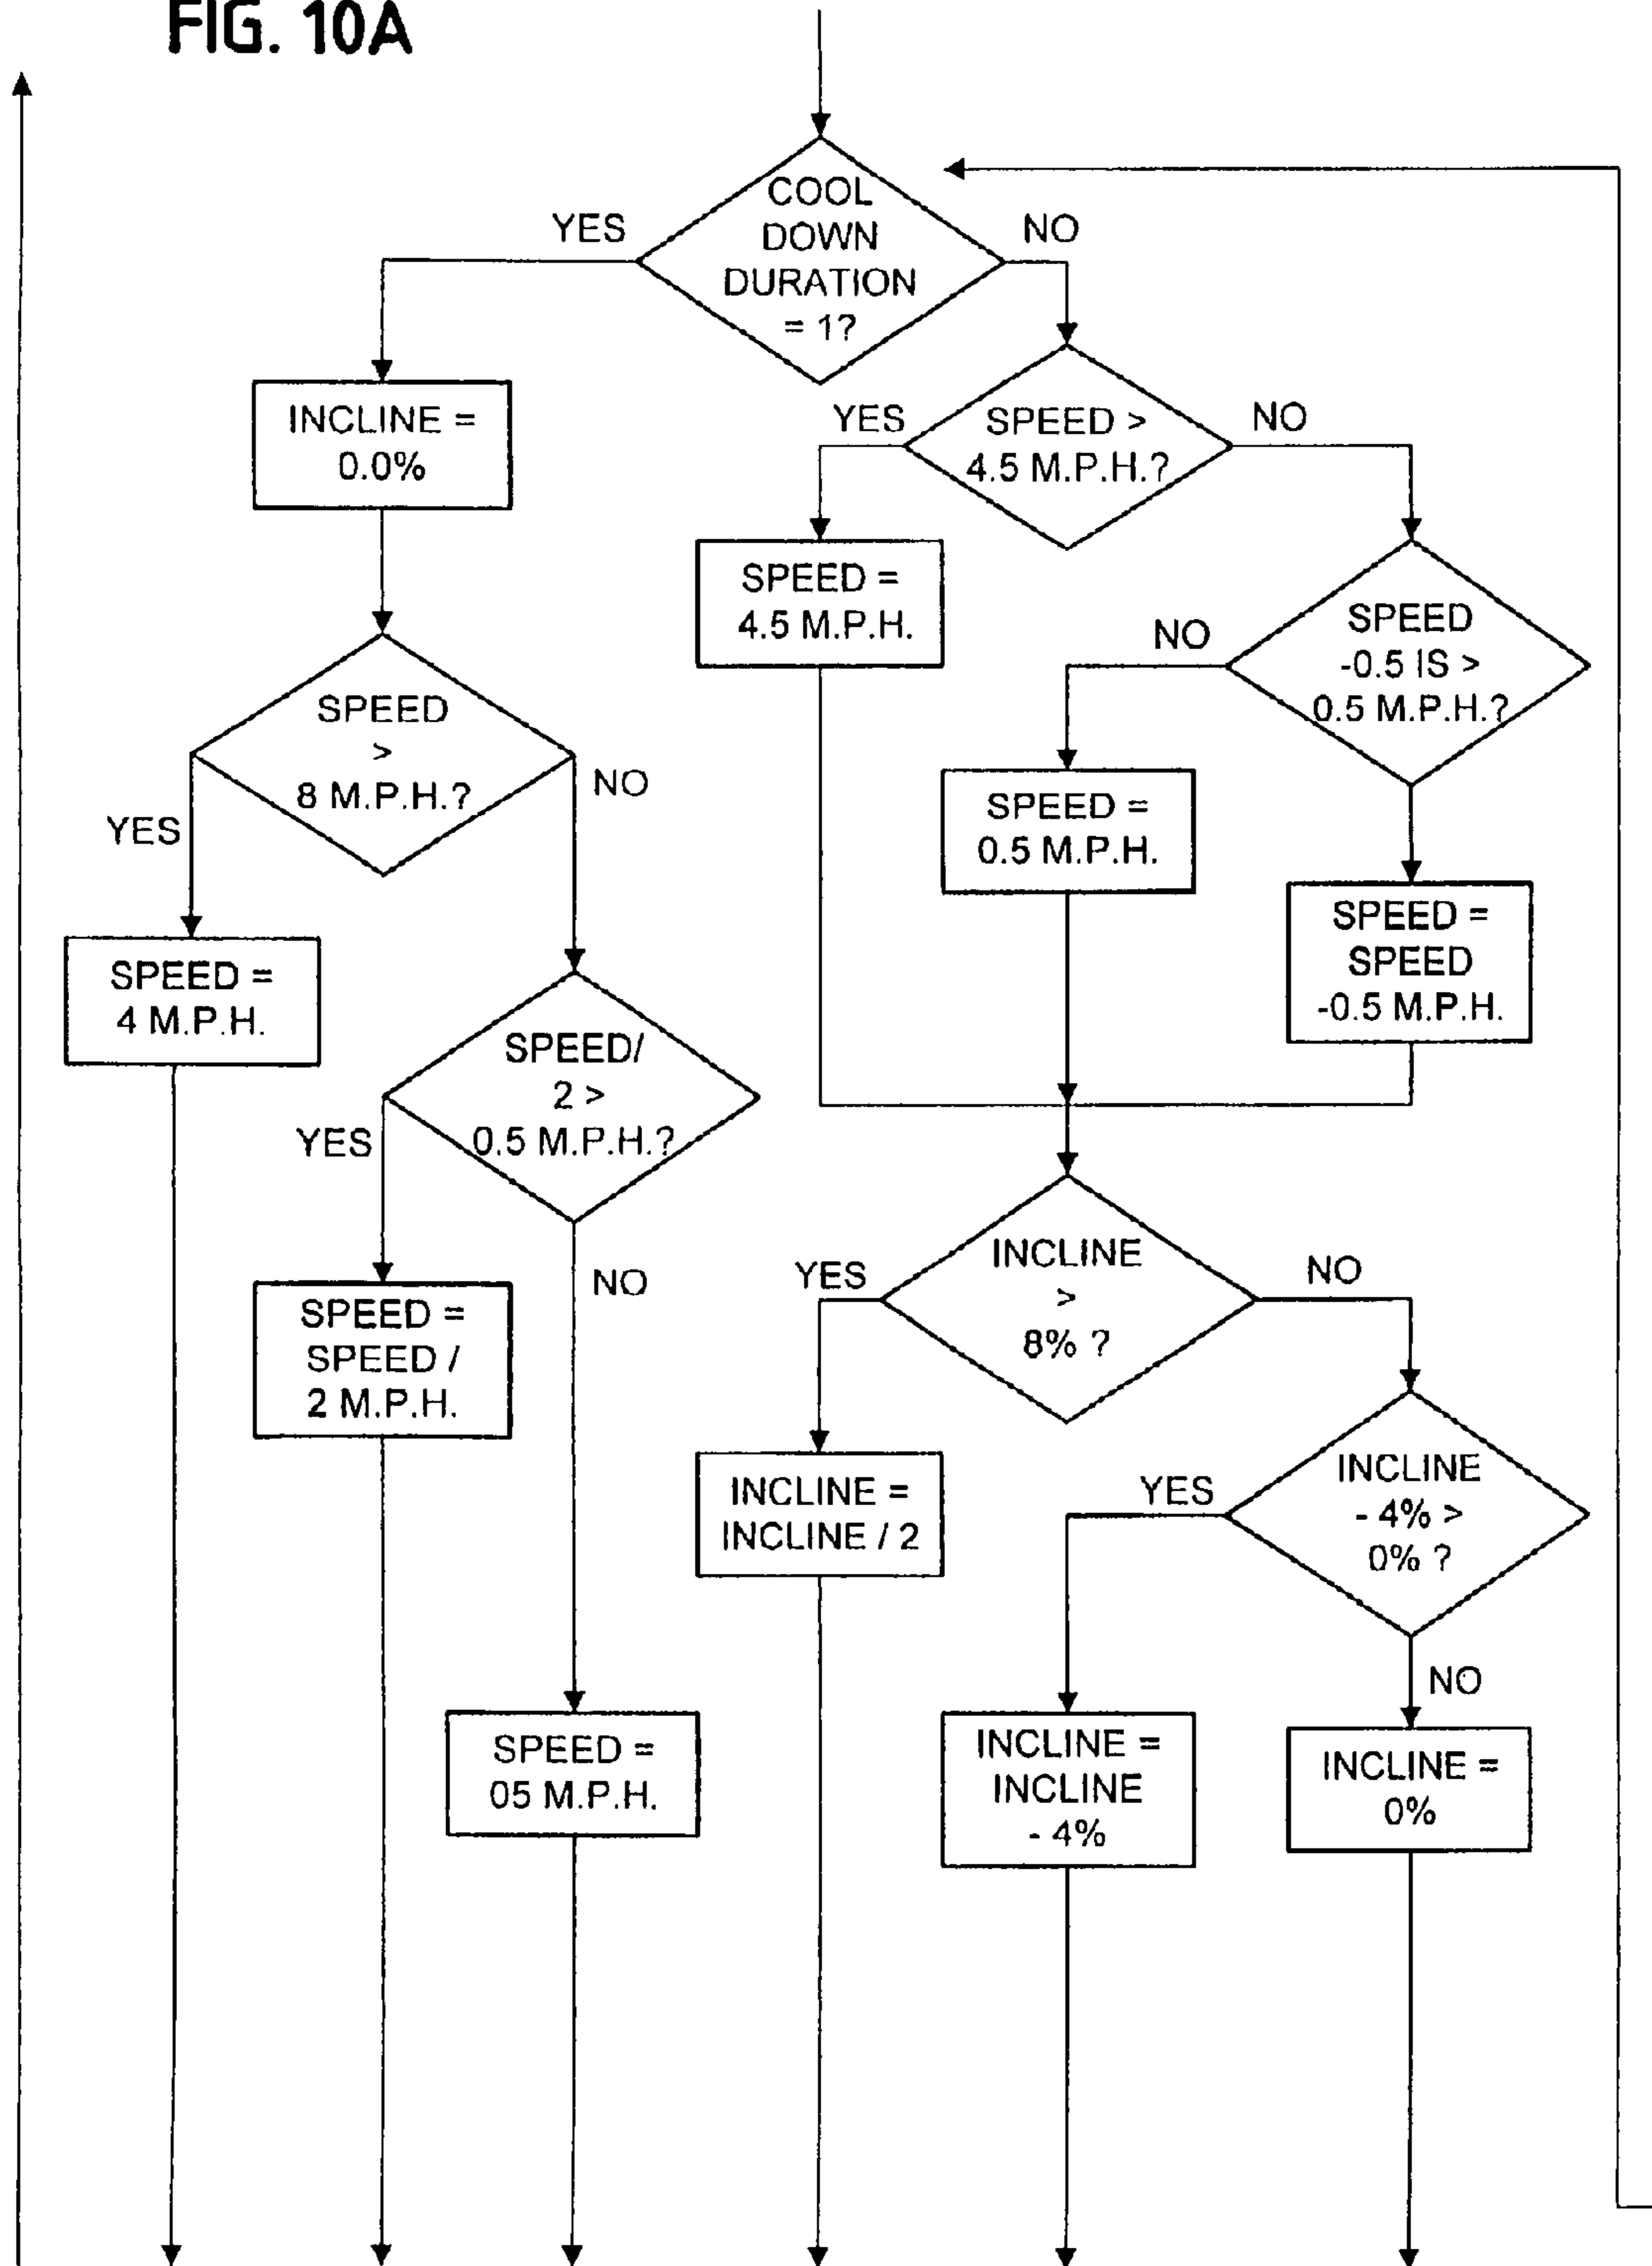 FIG. 10A
COOL
DOWN
DURATION
= 1?
YES
NO
INCLINE =
0.0%
SPEED >
4.5 M.P.H.?
YES
NO
SPEED =
4.5 M.P.H.
SPEED
-0.5 IS >
0.5 M.P.H.?
NO
SPEED
>
8 M.P.H.?
YES
NO
SPEED =
0.5 M.P.H.
SPEED =
SPEED
-0.5 M.P.H.
SPEED =
4 M.P.H.
SPEED/
2 >
0.5 M.P.H.?
YES
NO
SPEED =
SPEED /
2 M.P.H.
INCLINE
>
8% ?
YES
NO
INCLINE =
INCLINE / 2
INCLINE
- 4% >
0% ?
YES
NO
SPEED =
05 M.P.H.
INCLINE =
INCLINE
- 4%
INCLINE =
0%